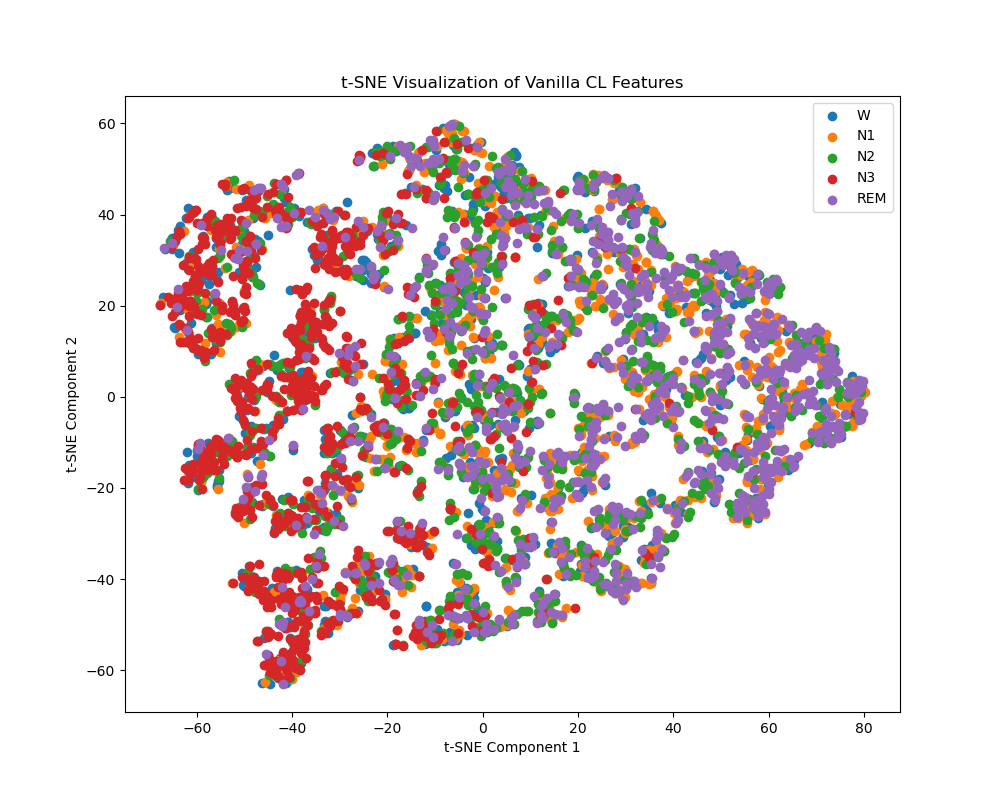 t-SNE Visualization of Vanilla CL Features
W
N1
N2
N3
REM
60
40
20
0
−20
−40
−60
t-SNE Component 2
−60 −40 −20 0 20 40 60 80
t-SNE Component 1